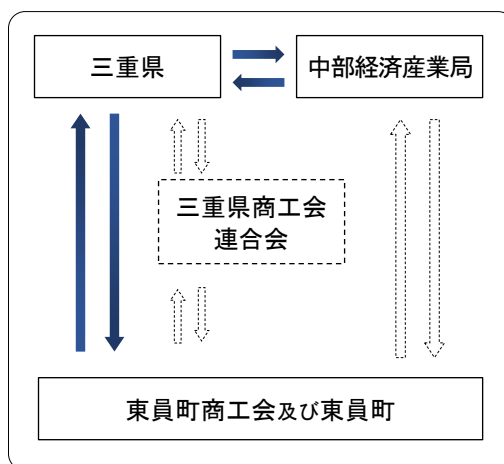 三重県
中部経済産業局
三重県商工会
連合会
東員町商工会及び東員町